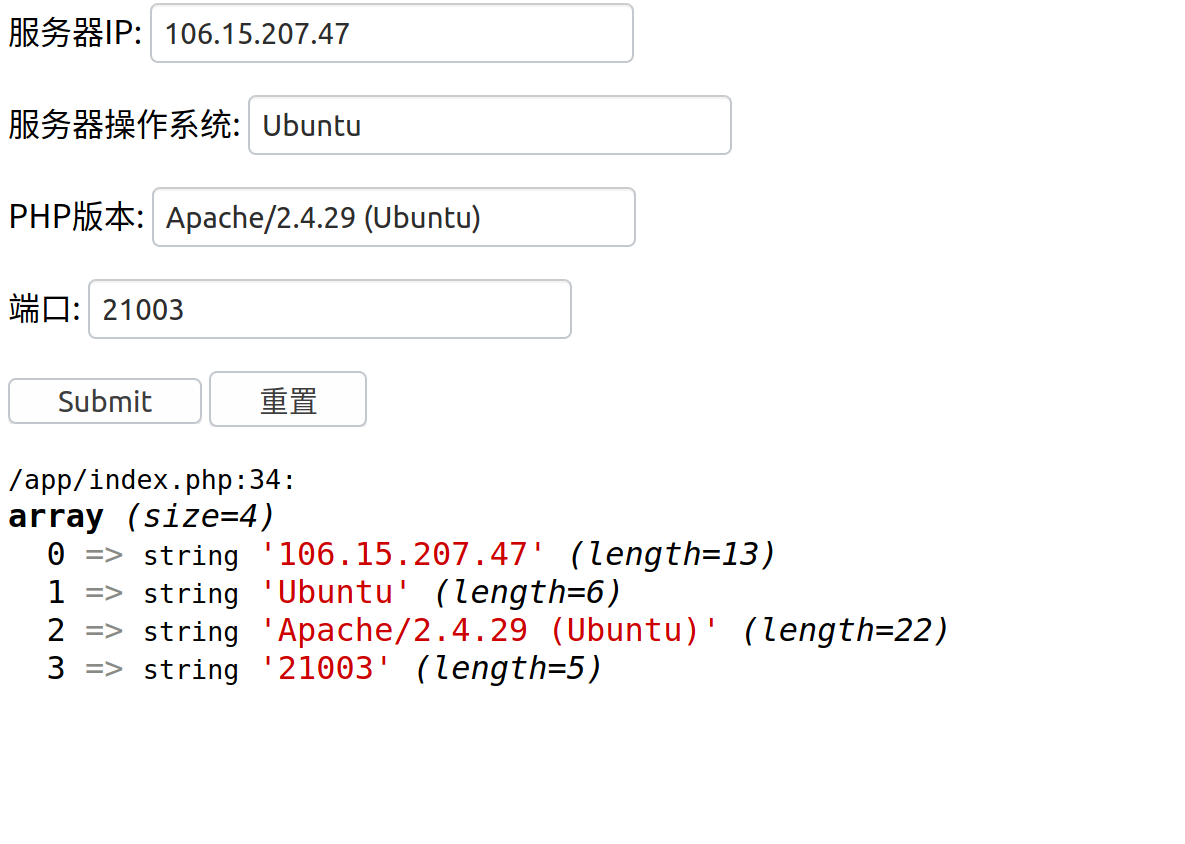 服务器IP: 106.15.207.47
服务器操作系统: Ubuntu
PHP版本: Apache/2.4.29 (Ubuntu)
端口: 21003
Submit 重置
/app/index.php:34:
array (size=4)
0 => string '106.15.207.47' (length=13)
1 => string 'Ubuntu' (length=6)
2 => string 'Apache/2.4.29 (Ubuntu)' (length=22)
3 => string '21003' (length=5)